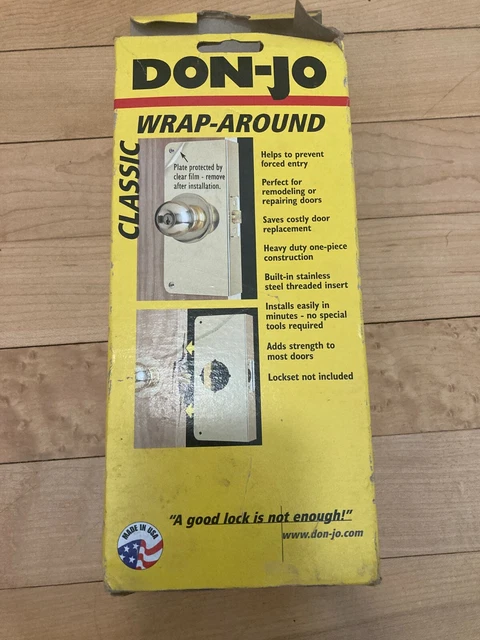 DON-JO
WRAP-AROUND
CLASSIC
Plate protected by
clear film - remove
after installation.
Helps to prevent
forced entry
Perfect for
remodeling or
repairing doors
Saves costly door
replacement
Heavy duty one-piece
construction
Built-in stainless
steel threaded insert
Installs easily in
minutes - no special
tools required
Adds strength to
most doors
Lockset not included
"A good lock is not enough!"
www.don-jo.com
MADE IN USA